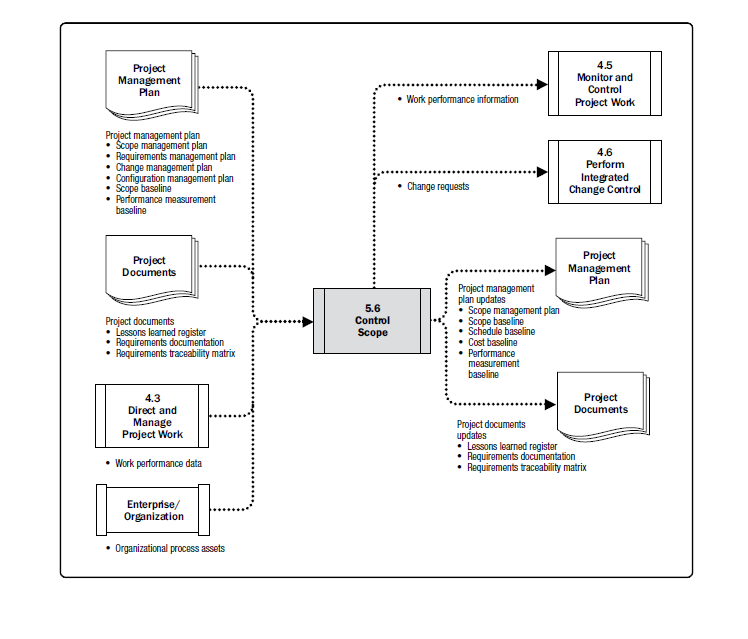 Project
Management
Plan
Project management plan
• Scope management plan
• Requirements management plan
• Change management plan
• Configuration management plan
• Scope baseline
• Performance measurement
baseline
Project
Documents
Project documents
• Lessons learned register
• Requirements documentation
• Requirements traceability matrix
4.3
Direct and
Manage
Project Work
• Work performance data
Enterprise/
Organization
• Organizational process assets
5.6
Control
Scope
• Work performance information
4.5
Monitor and
Control
Project Work
• Change requests
4.6
Perform
Integrated
Change Control
Project management
plan updates
• Scope management plan
• Scope baseline
• Schedule baseline
• Cost baseline
• Performance
measurement
baseline
Project
Management
Plan
Project documents
updates
• Lessons learned register
• Requirements documentation
• Requirements traceability matrix
Project
Documents